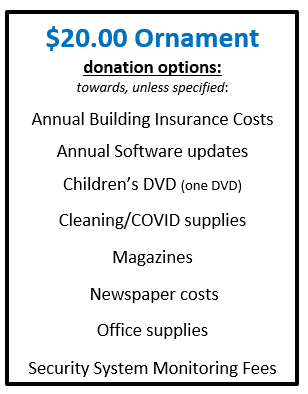 $20.00 Ornament
donation options:
towards, unless specified:
Annual Building Insurance Costs
Annual Software updates
Children’s DVD (one DVD)
Cleaning/COVID supplies
Magazines
Newspaper costs
Office supplies
Security System Monitoring Fees